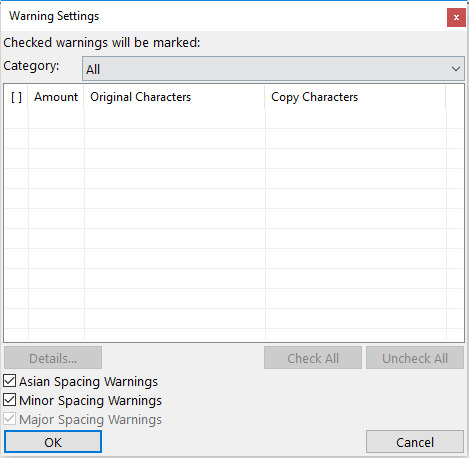 Warning Settings
x
Checked warnings will be marked:
Category: All
[ ] Amount Original Characters Copy Characters
Details... Check All Uncheck All
Asian Spacing Warnings
Minor Spacing Warnings
Major Spacing Warnings
OK Cancel